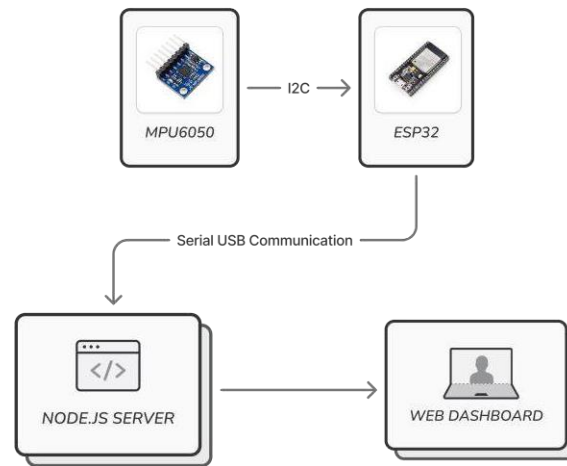 MPU6050
I2C
ESP32
Serial USB Communication
</>
NODE.JS SERVER
WEB DASHBOARD